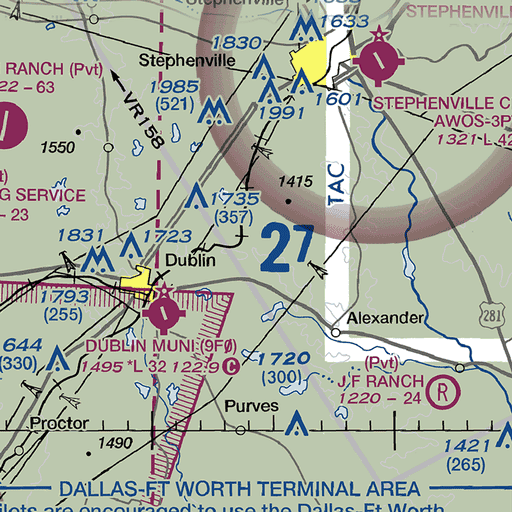 Stephenville
1633
STEPHENVILL
1830
Stephenville
RANCH (Pvt)
22 - 63
1985
(521)
1991
1601
STEPHENVILLE C
AWOS-3P
1321 L 42
VR158
1550
1415
TAC
G SERVICE
- 23
1735
(357)
27
1831
1723
Dublin
1793
(255)
281
Alexander
644
(330)
DUBLIN MUNI (9FØ)
1495 *L 32 122.9 C
1720
(300)
(Pvt)
J F RANCH
1220 - 24
R
Purves
Proctor
1490
1421
(265)
DALLAS-FT WORTH TERMINAL AREA
ilots are encouraged to use the Dallas-Ft Worth